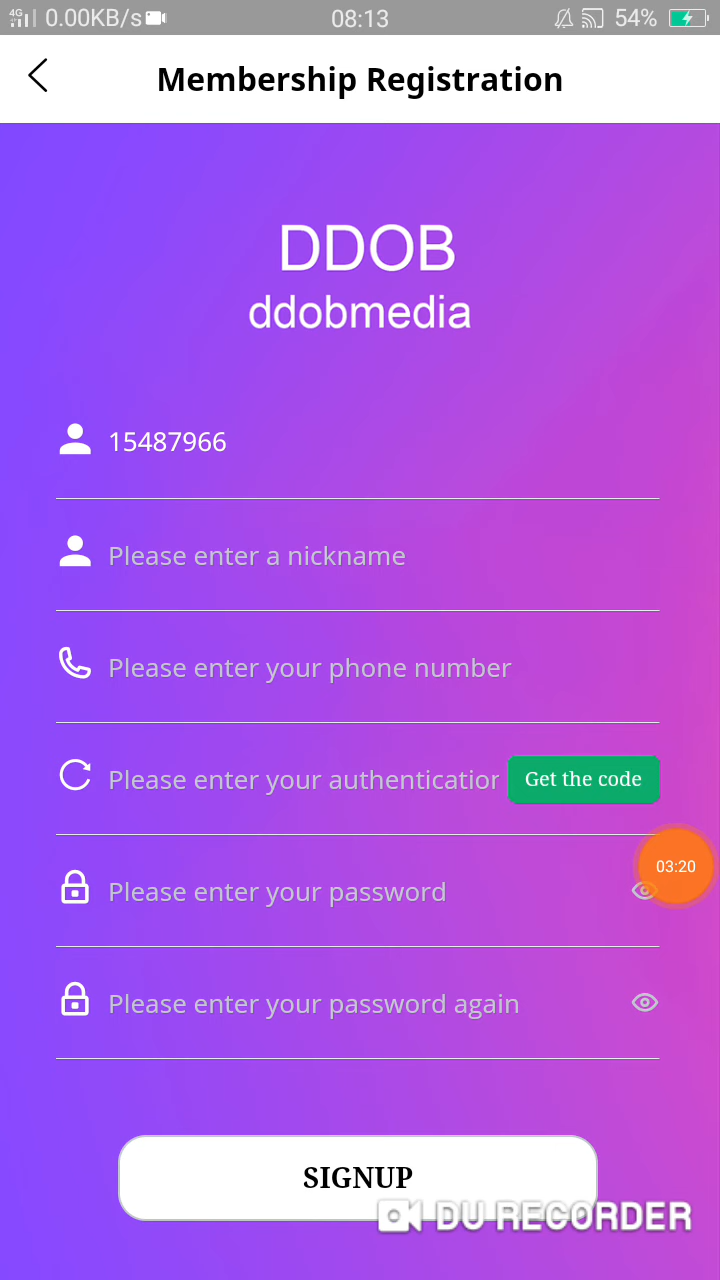 4G 0.00KB/s 08:13 54%
Membership Registration
DDOB
ddobmedia
15487966
Please enter a nickname
Please enter your phone number
Please enter your authentication Get the code
03:20
Please enter your password
Please enter your password again
SIGNUP
DU RECORDER